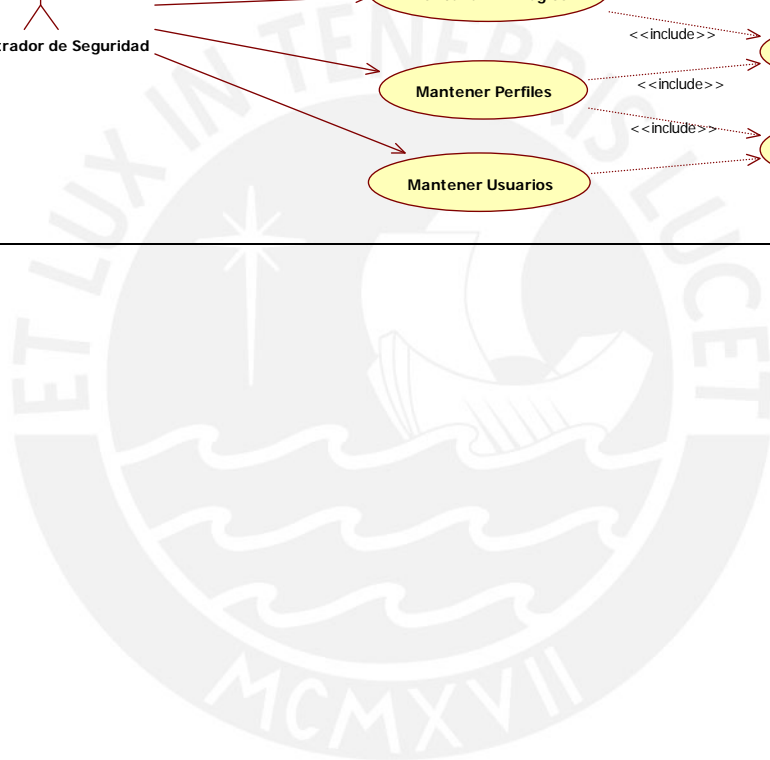 <<include>>
trador de Seguridad
Mantener Perfiles
<<include>>
<<include>>
Mantener Usuarios
ET LUX IN TENEBRIS LUCET
MCMXVII